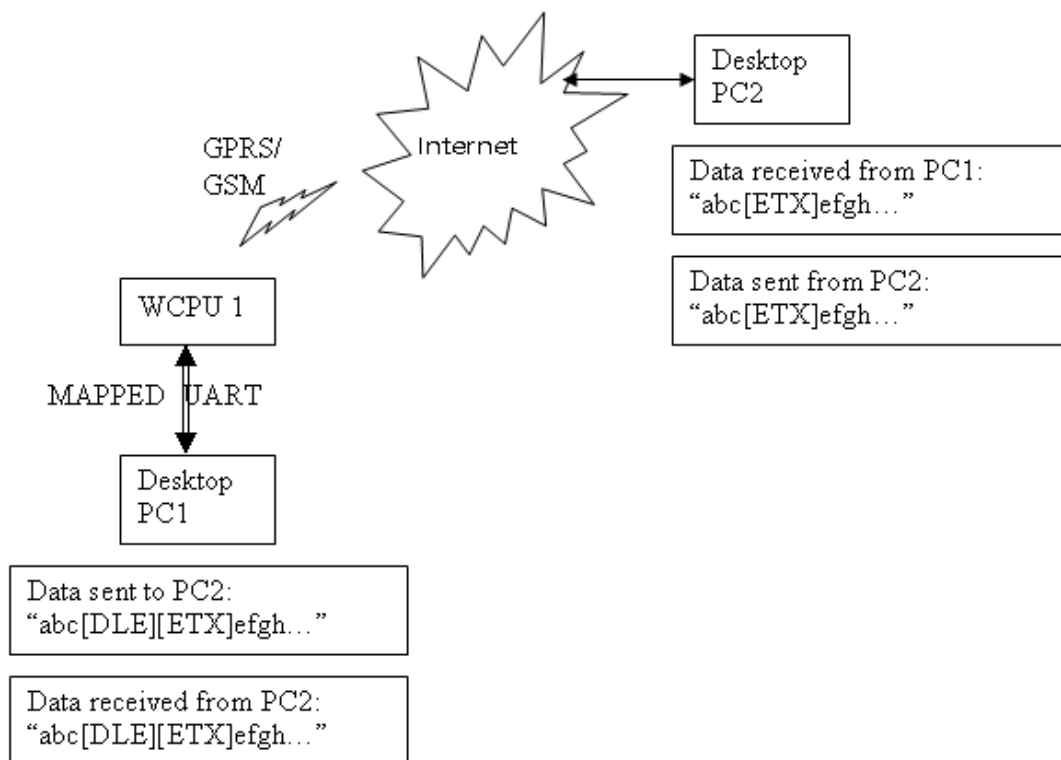 Desktop
PC2
Internet
GPRS/
GSM
Data received from PC1:
“abc[ETX]efgh…”
Data sent from PC2:
“abc[ETX]efgh…”
WCPU 1
MAPPED UART
Desktop
PC1
Data sent to PC2:
“abc[DLE][ETX]efgh…”
Data received from PC2:
“abc[DLE][ETX]efgh…”